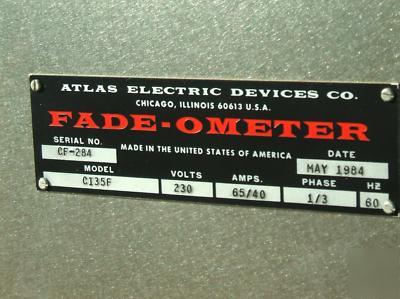 ATLAS ELECTRIC DEVICES CO.
CHICAGO, ILLINOIS 60613 U.S.A.
FADE-OMETER
SERIAL NO. MADE IN THE UNITED STATES OF AMERICA DATE
CF-284 MAY 1984
MODEL VOLTS AMPS. PHASE HZ
CI35F 230 65/40 1/3 60